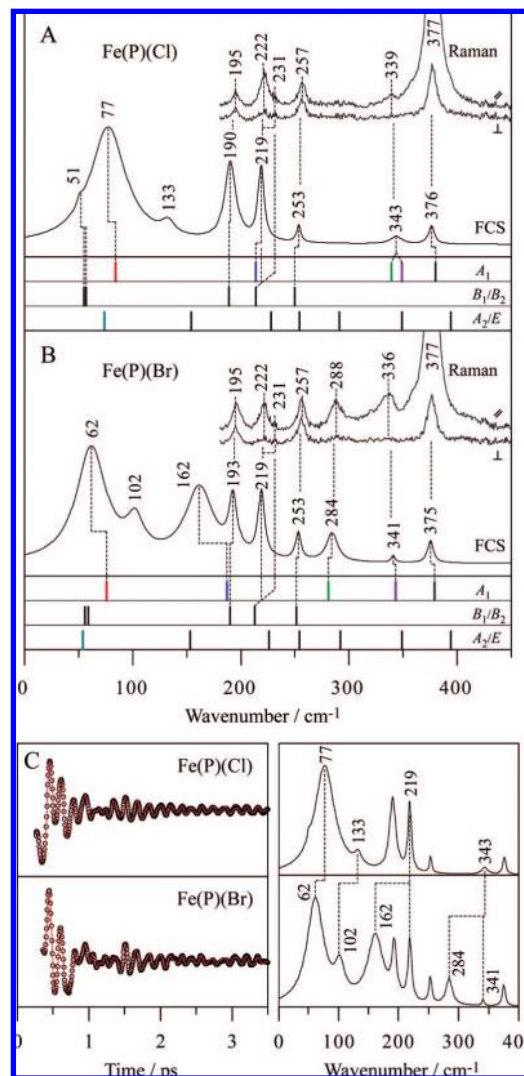 A
Fe(P)(Cl)
222
257
377
Raman
195
231
339
//
⊥
77
190
219
51
133
253
343
376
FCS
A₁
B₁/B₂
A₂/E
B
Fe(P)(Br)
377
Raman
195
222
231
257
288
336
//
⊥
62
102
162
193
219
253
284
341
375
FCS
A₁
B₁/B₂
A₂/E
0 100 200 300 400
Wavenumber / cm-1
C
Fe(P)(Cl)
77
133
219
343
Fe(P)(Br)
62
102
162
284
341
0 1 2 3
0 100 200 300 40
Time / ps
Wavenumber / cm-1